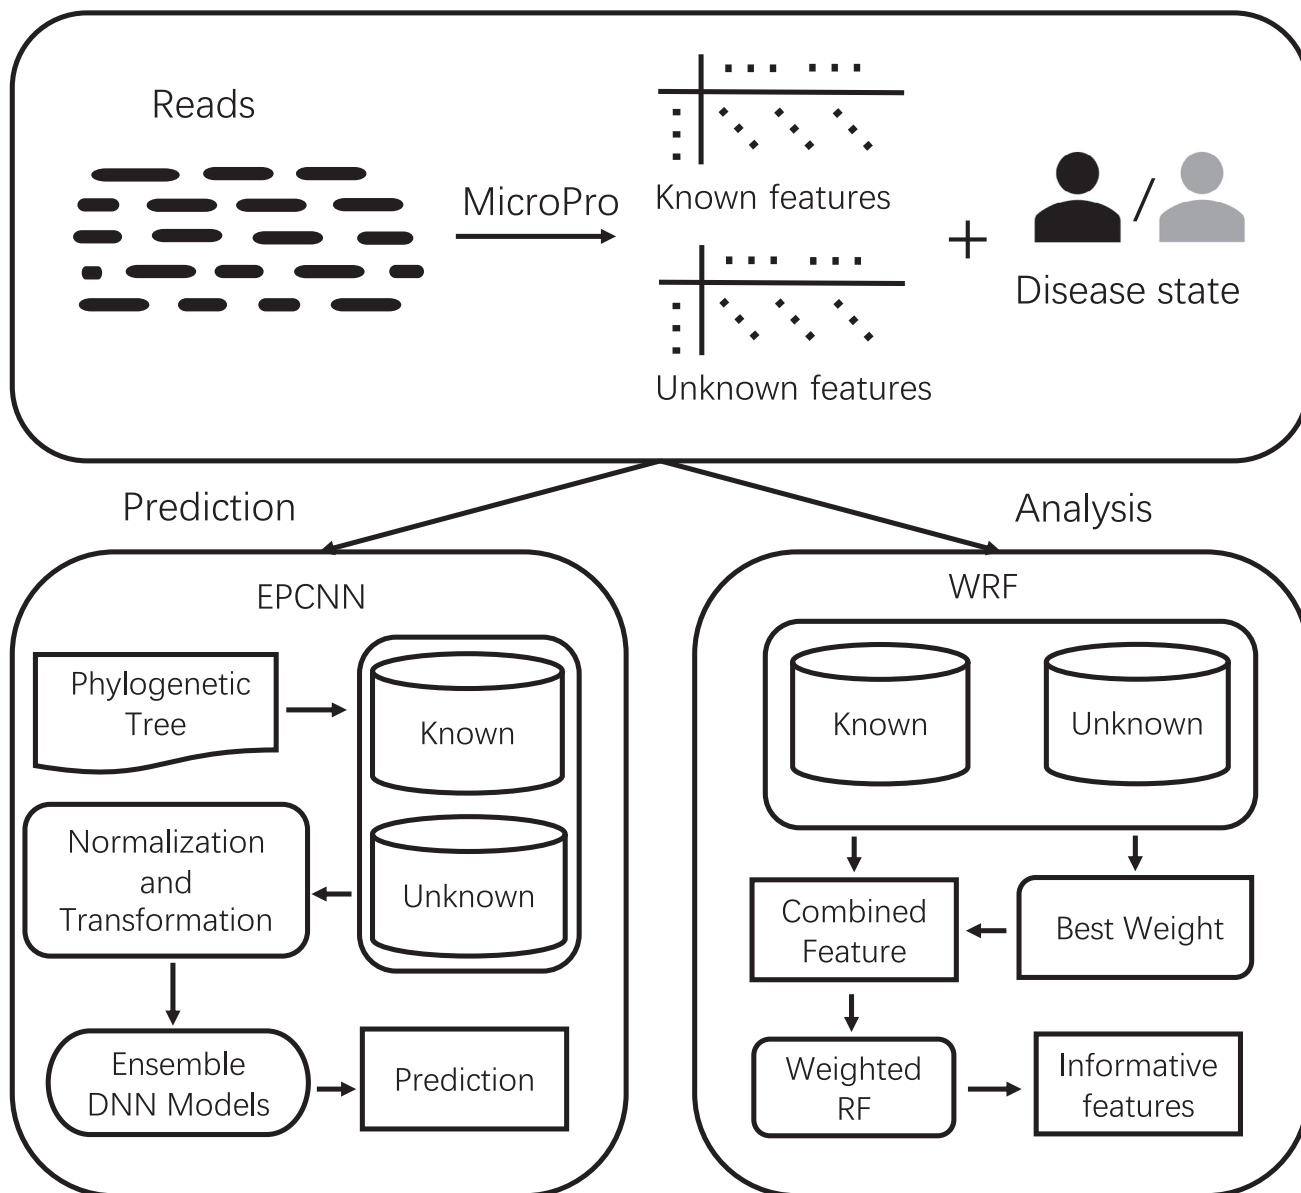 Reads
MicroPro
Known features
Unknown features
+
/
Disease state
Prediction
Analysis
EPCNN
Phylogenetic
Tree
Known
Unknown
Normalization
and
Transformation
Ensemble
DNN Models
Prediction
WRF
Known
Unknown
Combined
Feature
Best Weight
Weighted
RF
Informative
features